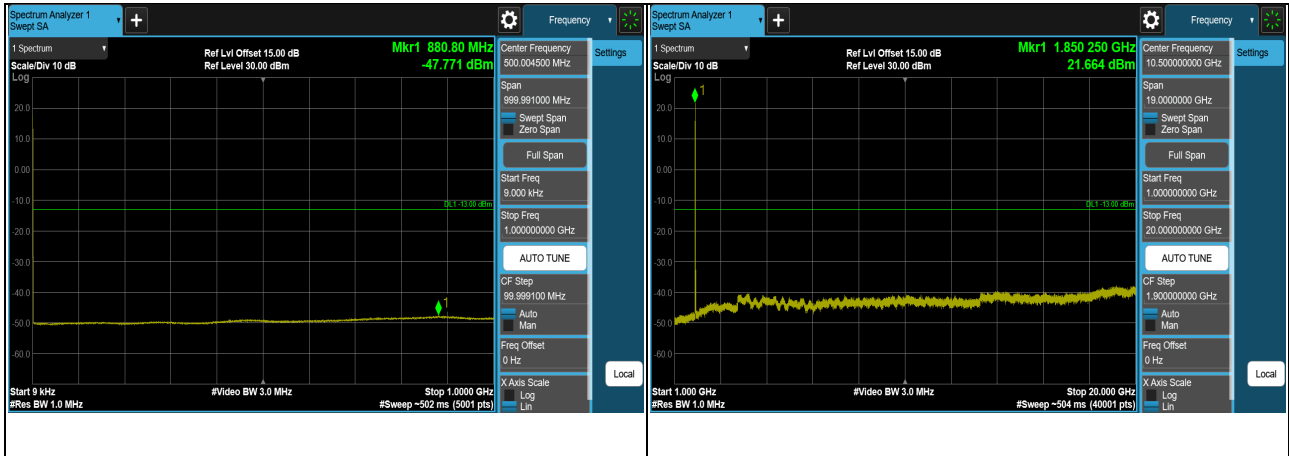 Spectrum Analyzer 1
Swept SA
+
Frequency
1 Spectrum
Ref Lvl Offset 15.00 dB
Mkr1 880.80 MHz
Scale/Div 10 dB
Ref Level 30.00 dBm
-47.771 dBm
Log
20.0
10.0
0.00
-10.0
-20.0
-30.0
-40.0
-50.0
-60.0
DL1 -13.00 dBm
1
Start 9 kHz
#Video BW 3.0 MHz
Stop 1.0000 GHz
#Res BW 1.0 MHz
#Sweep ~502 ms (5001 pts)
Center Frequency
500.004500 MHz
Settings
Span
999.991000 MHz
Swept Span
Zero Span
Full Span
Start Freq
9.000 kHz
Stop Freq
1.000000000 GHz
AUTO TUNE
CF Step
99.999100 MHz
Auto
Man
Freq Offset
0 Hz
X Axis Scale
Log
Lin
Local
Spectrum Analyzer 1
Swept SA
+
Frequency
1 Spectrum
Ref Lvl Offset 15.00 dB
Mkr1 1.850 250 GHz
Scale/Div 10 dB
Ref Level 30.00 dBm
21.664 dBm
Log
1
20.0
10.0
0.00
-10.0
-20.0
-30.0
-40.0
-50.0
-60.0
DL1 -13.00 dBm
Start 1.000 GHz
#Video BW 3.0 MHz
Stop 20.000 GHz
#Res BW 1.0 MHz
#Sweep ~504 ms (40001 pts)
Center Frequency
10.500000000 GHz
Settings
Span
19.0000000 GHz
Swept Span
Zero Span
Full Span
Start Freq
1.000000000 GHz
Stop Freq
20.000000000 GHz
AUTO TUNE
CF Step
1.900000000 GHz
Auto
Man
Freq Offset
0 Hz
X Axis Scale
Log
Lin
Local